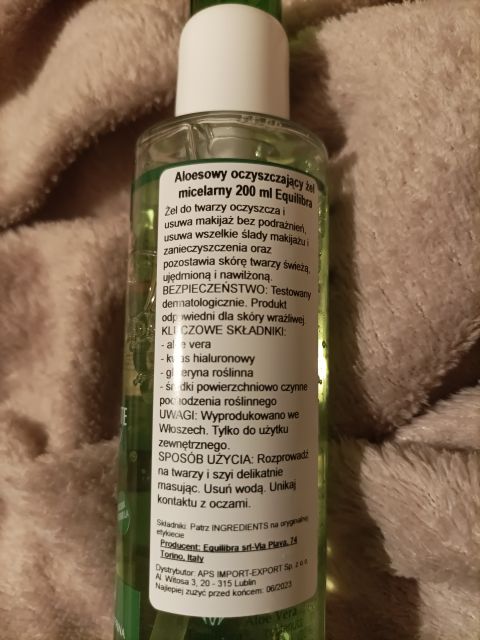 Aloesowy oczyszczający żel
micelarny 200 ml Equilibra
Żel do twarzy oczyszcza i
usuwa makijaż bez podrażnień,
usuwa wszelkie ślady makijażu i
zanieczyszczenia oraz
pozostawia skórę twarzy świeżą,
ujędrnioną i nawilżoną.
BEZPIECZEŃSTWO: Testowany
dermatologicznie. Produkt
odpowiedni dla skóry wrażliwej
KLUCZOWE SKŁADNIKI:
- aloe vera
- kwas hialuronowy
- gliceryna roślinna
- środki powierzchniowo czynne
pochodzenia roślinnego
UWAGI: Wyprodukowano we
Włoszech. Tylko do użytku
zewnętrznego.
SPOSÓB UŻYCIA: Rozprowadź
na twarzy i szyi delikatnie
masując. Usuń wodą. Unikaj
kontaktu z oczami.
Składniki: Patrz INGREDIENTS na oryginalnej
etykiecie
Producent: Equilibra srl-Via Plava, 74
Torino, Italy
Dystrybutor: APS IMPORT-EXPORT Sp. z o.o.
Al. Witosa 3, 20 - 315 Lublin
Najlepiej zużyć przed końcem: 06/2023
Aloe Vera